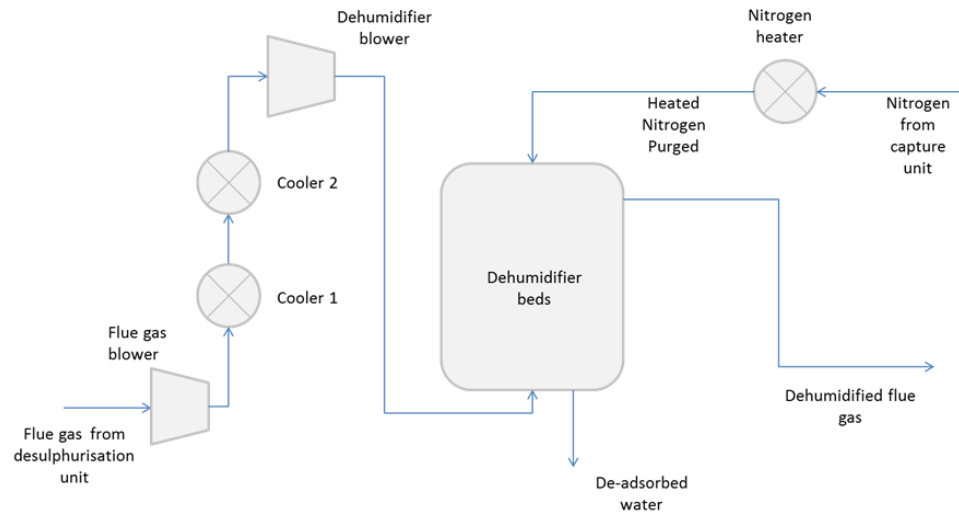 Dehumidifier
blower
Nitrogen
heater
Heated
Nitrogen
Purged
Nitrogen
from
capture
unit
Cooler 2
Cooler 1
Dehumidifier
beds
Flue gas
blower
Flue gas from
desulphurisation
unit
Dehumidified flue
gas
De-adsorbed
water